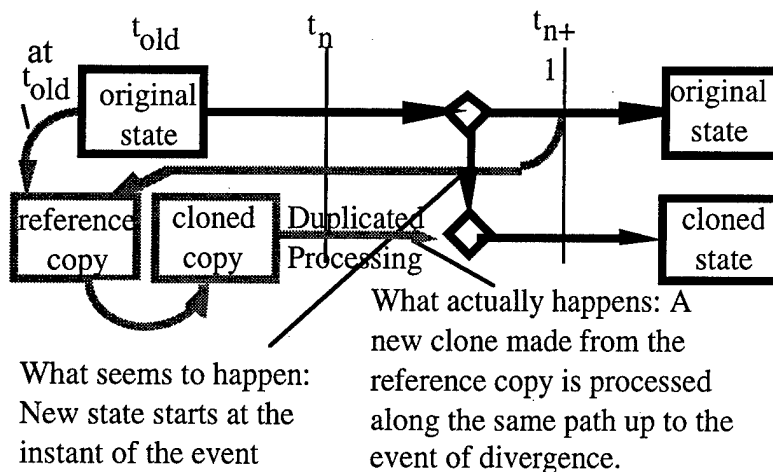 t_old
t_n
t_n+1
at
t_old
original
state
original
state
reference
copy
cloned
copy
Duplicated
Processing
cloned
state
What seems to happen:
New state starts at the
instant of the event
What actually happens: A
new clone made from the
reference copy is processed
along the same path up to the
event of divergence.